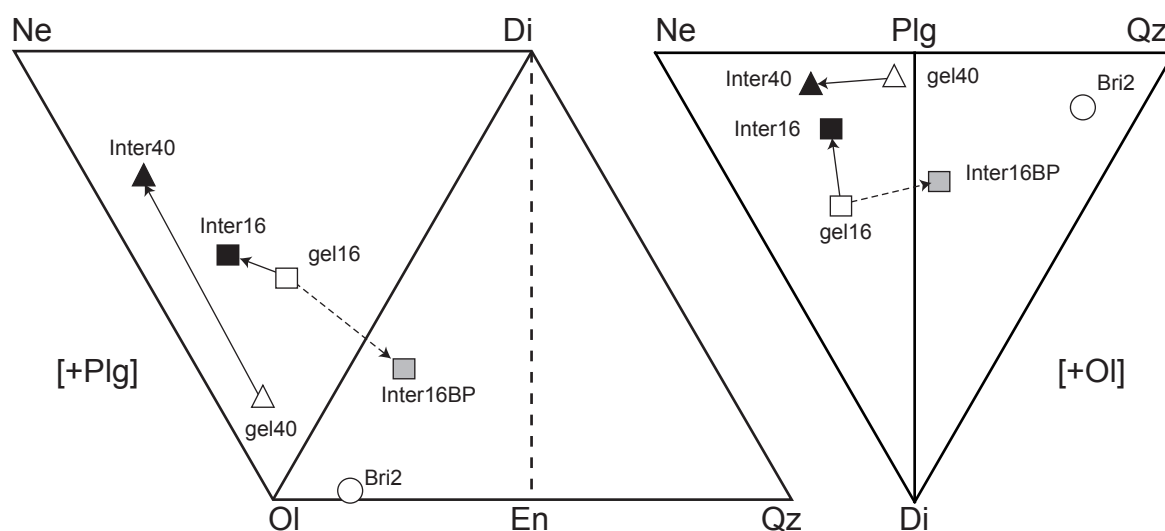 Ne
Di
Inter40
Inter16
gel16
[+Plg]
Inter16BP
gel40
Bri2
Ol
En
Qz
Ne
Plg
Qz
Inter40
gel40
Bri2
Inter16
Inter16BP
gel16
[+Ol]
Di